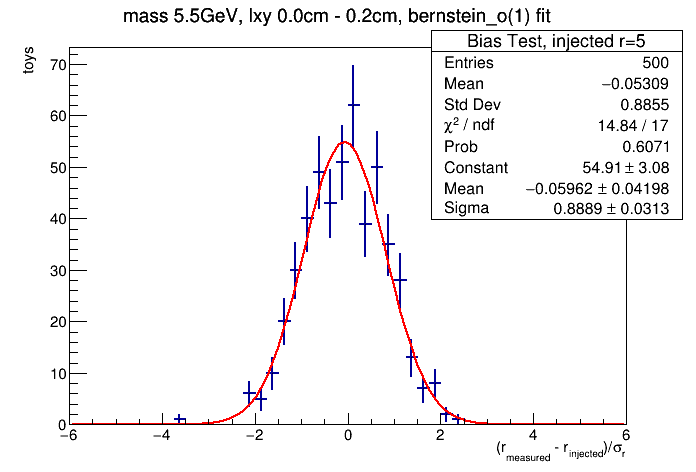 mass 5.5GeV, lxy 0.0cm - 0.2cm, bernstein_o(1) fit
Bias Test, injected r=5
Entries 500
Mean −0.05309
Std Dev 0.8855
χ² / ndf 14.84 / 17
Prob 0.6071
Constant 54.91 ± 3.08
Mean −0.05962 ± 0.04198
Sigma 0.8889 ± 0.0313
toys
70
60
50
40
30
20
10
0
−6 −4 −2 0 2 4 6
(r_measured - r_injected)/σ_r